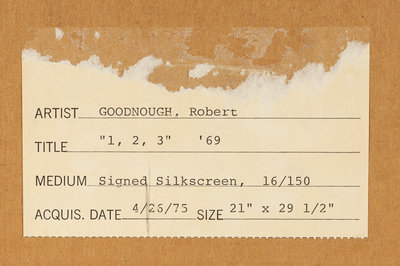 ARTIST GOODNOUGH, Robert
TITLE "1, 2, 3" '69
MEDIUM Signed Silkscreen, 16/150
ACQUIS. DATE 4/26/75 SIZE 21" x 29 1/2"